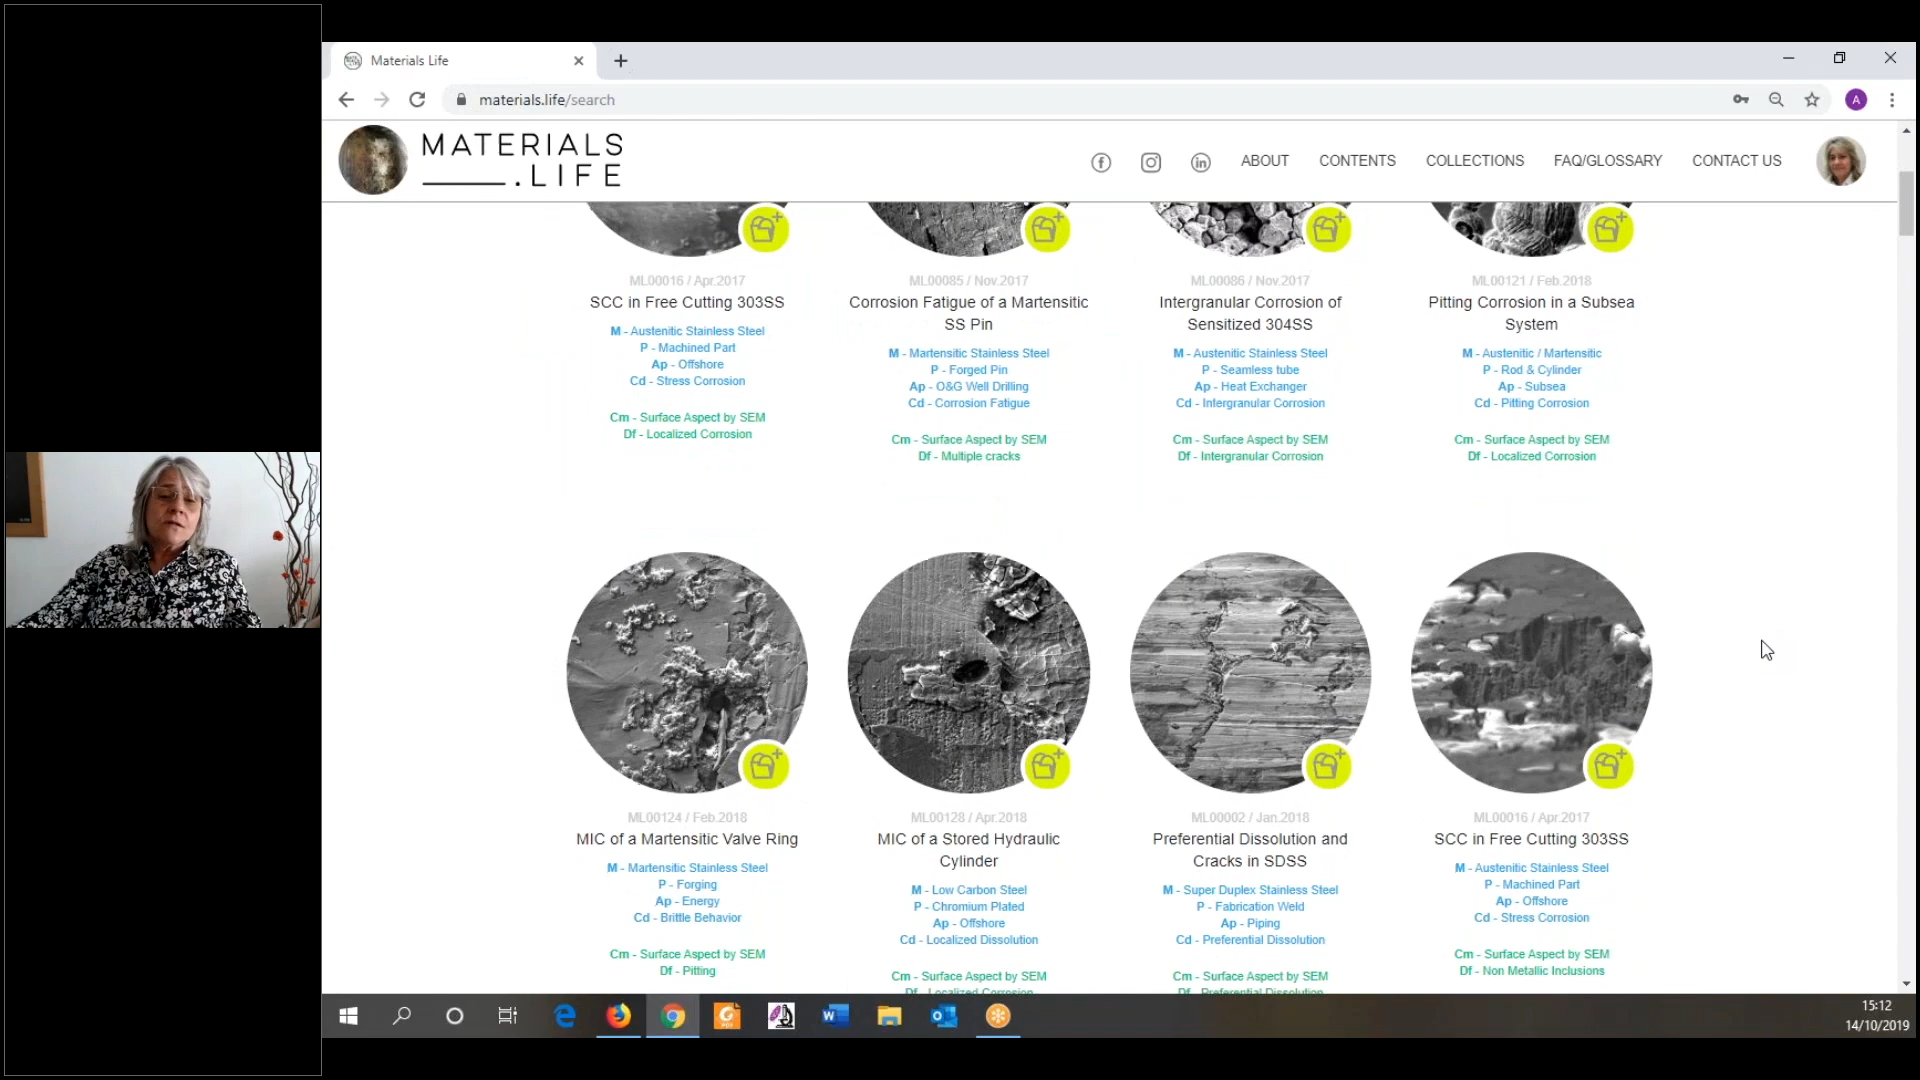 Materials Life
materials.life/search
A
MATERIALS
.LIFE
ABOUT
CONTENTS
COLLECTIONS
FAQ/GLOSSARY
CONTACT US
ML00016 / Apr.2017
SCC in Free Cutting 303SS
M - Austenitic Stainless Steel
P - Machined Part
Ap - Offshore
Cd - Stress Corrosion
Cm - Surface Aspect by SEM
Df - Localized Corrosion
ML00085 / Nov.2017
Corrosion Fatigue of a Martensitic
SS Pin
M - Martensitic Stainless Steel
P - Forged Pin
Ap - O&G Well Drilling
Cd - Corrosion Fatigue
Cm - Surface Aspect by SEM
Df - Multiple cracks
ML00086 / Nov.2017
Intergranular Corrosion of
Sensitized 304SS
M - Austenitic Stainless Steel
P - Seamless tube
Ap - Heat Exchanger
Cd - Intergranular Corrosion
Cm - Surface Aspect by SEM
Df - Intergranular Corrosion
ML00121 / Feb.2018
Pitting Corrosion in a Subsea
System
M - Austenitic / Martensitic
P - Rod & Cylinder
Ap - Subsea
Cd - Pitting Corrosion
Cm - Surface Aspect by SEM
Df - Localized Corrosion
ML00124 / Feb.2018
MIC of a Martensitic Valve Ring
M - Martensitic Stainless Steel
P - Forging
Ap - Energy
Cd - Brittle Behavior
Cm - Surface Aspect by SEM
Df - Pitting
ML00128 / Apr.2018
MIC of a Stored Hydraulic
Cylinder
M - Low Carbon Steel
P - Chromium Plated
Ap - Offshore
Cd - Localized Dissolution
Cm - Surface Aspect by SEM
Df - Localized Corrosion
ML00002 / Jan.2018
Preferential Dissolution and
Cracks in SDSS
M - Super Duplex Stainless Steel
P - Fabrication Weld
Ap - Piping
Cd - Preferential Dissolution
Cm - Surface Aspect by SEM
Df - Preferential Dissolution
ML00016 / Apr.2017
SCC in Free Cutting 303SS
M - Austenitic Stainless Steel
P - Machined Part
Ap - Offshore
Cd - Stress Corrosion
Cm - Surface Aspect by SEM
Df - Non Metallic Inclusions
15:12
14/10/2019